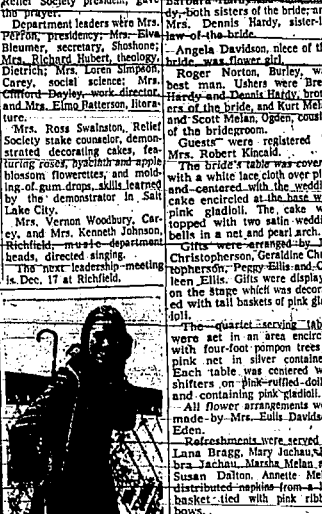 Relief Society president, gave
the prayer.
Department leaders were Mrs.
Perron, presidency; Mrs. Elva
Bleumer, secretary, Shoshone;
Mrs. Richard Hubert, theology,
Dietrich; Mrs. Loren Simpson,
Carey, social science; Mrs.
Clifford Dayley, work director,
and Mrs. Elmo Patterson, litera-
ture.
Mrs. Ross Swainston, Relief
Society stake counselor, demon-
strated decorating cakes, fea-
turing roses, hyacinth and apple
blossom flowerettes, and mold-
ing of gum drops, skills learned
by the demonstrator in Salt
Lake City.
Mrs. Vernon Woodbury, Car-
ey, and Mrs. Kenneth Johnson,
Richfield, music department
heads, directed singing.
The next leadership meeting
is Dec. 17 at Richfield.
dy, both sisters of the bride; an
Mrs. Dennis Hardy, sister-i
law of the bride.
Angela Davidson, niece of th
bride, was flower girl.
Roger Norton, Burley, w
best man. Ushers were Bre
Hardy and Dennis Hardy, brot
ers of the bride, and Kurt Mel
and Scott Melan, Ogden, cousi
of the bridegroom.
Guests were registered
Mrs. Robert Kincaid.
The bride's table was cover
with a white lace cloth over pi
and centered with the weddi
cake encircled at the base w
pink gladioli. The cake w
topped with two satin weddi
bells in a net and pearl arch.
Gifts were arranged by J
Christopherson, Geraldine Chr
topherson, Peggy Ellis and C
leen Ellis. Gifts were display
on the stage which was decor
ed with tall baskets of pink gl
ioli.
The quartet serving tab
were set in an area encirc
with four-foot pompon trees
pink net in silver containe
Each table was centered w
shifters on pink ruffled doil
and containing pink gladioli.
All flower arrangements w
made by Mrs. Eulis Davids
Eden.
Refreshments were served
Lana Bragg, Mary Jachau,
bra Jachau, Marsha Melan a
Susan Dalton. Annette Me
distributed napkins from a
basket tied with pink ribb
bows.